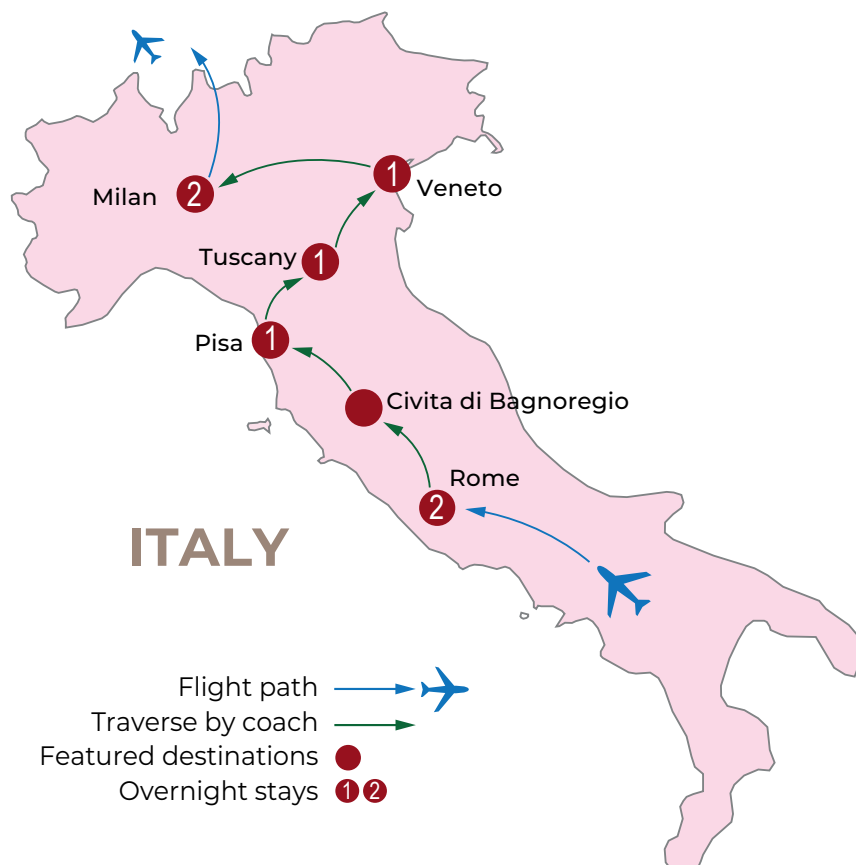 2
Milan
1
Veneto
Tuscany
1
Pisa
1
Civita di Bagnoregio
Rome
2
ITALY
Flight path
Traverse by coach
Featured destinations
Overnight stays 1 2